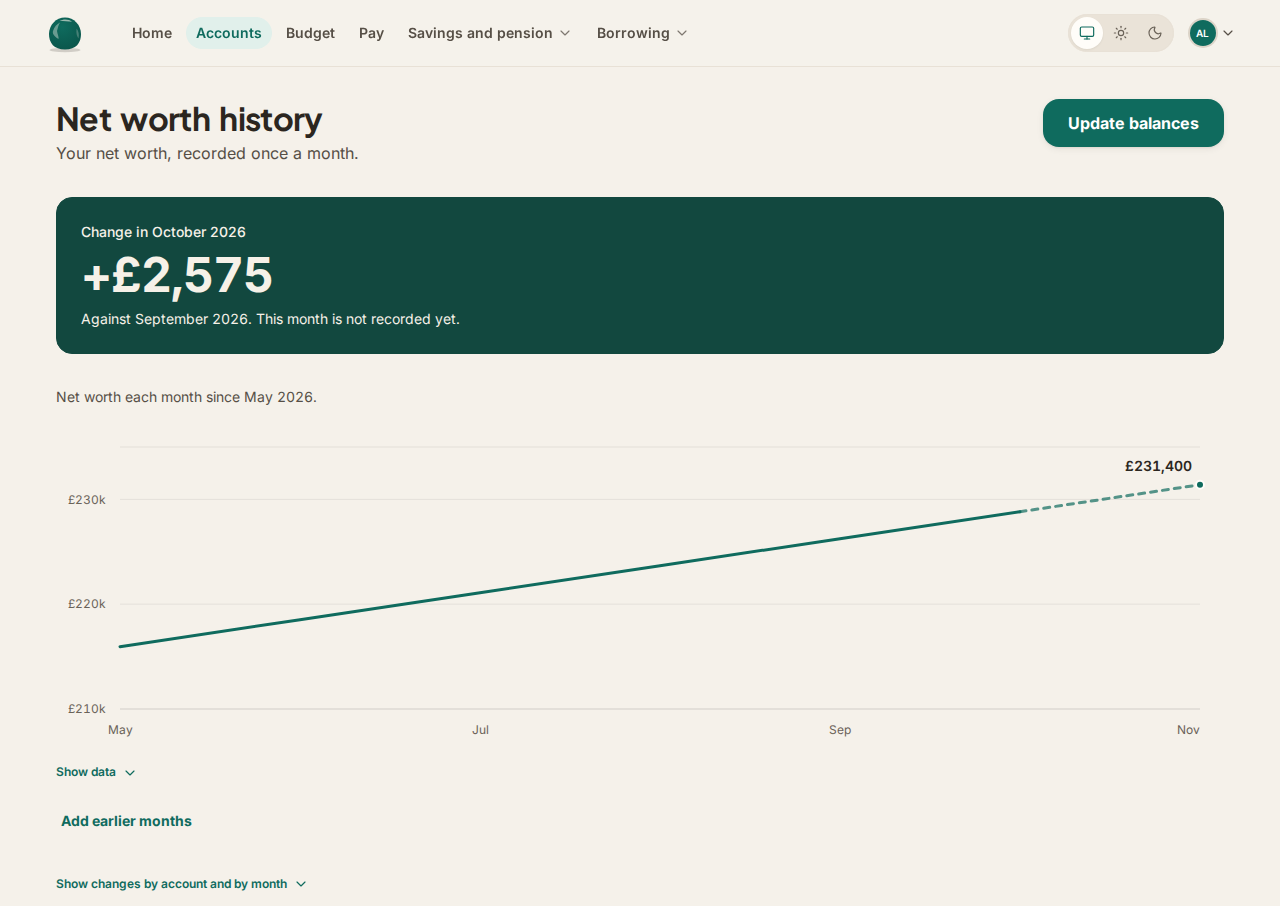 Home
Accounts
Budget
Pay
Savings and pension
Borrowing
AL
Net worth history
Your net worth, recorded once a month.
Update balances
Change in October 2026
+£2,575
Against September 2026. This month is not recorded yet.
Net worth each month since May 2026.
£231,400
£230k
£220k
£210k
May
Jul
Sep
Nov
Show data
Add earlier months
Show changes by account and by month